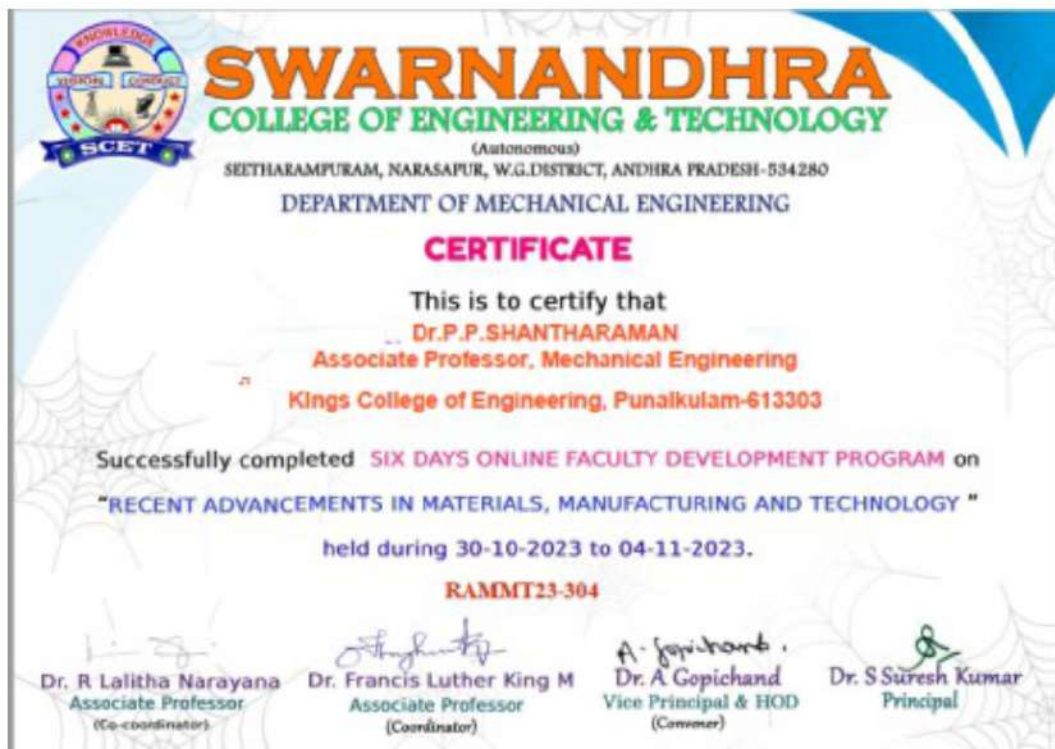 KNOWLEDGE
VISION CONDUCT
SCET
SWARNANDHRA
COLLEGE OF ENGINEERING & TECHNOLOGY
(Autonomous)
SEETHARAMPURAM, NARASAPUR, W.G.DISTRICT, ANDHRA PRADESH-534280
DEPARTMENT OF MECHANICAL ENGINEERING
CERTIFICATE
This is to certify that
Dr.P.P.SHANTHARAMAN
Associate Professor, Mechanical Engineering
Kings College of Engineering, Punalkulam-613303
Successfully completed SIX DAYS ONLINE FACULTY DEVELOPMENT PROGRAM on
"RECENT ADVANCEMENTS IN MATERIALS, MANUFACTURING AND TECHNOLOGY "
held during 30-10-2023 to 04-11-2023.
RAMMT23-304
A. Gopichand.
Dr. R Lalitha Narayana Dr. Francis Luther King M Dr. A Gopichand Dr. S Suresh Kumar
Associate Professor Associate Professor Vice Principal & HOD Principal
(Co-coordinator) (Coordinator) (Convener)